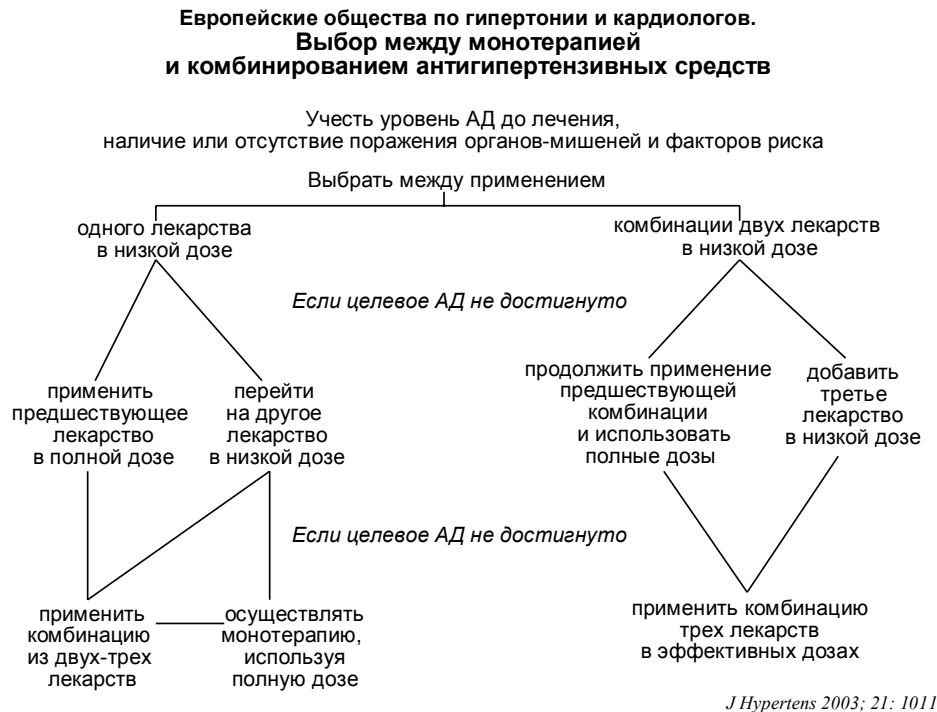 Европейские общества по гипертонии и кардиологов.
Выбор между монотерапией
и комбинированием антигипертензивных средств
Учесть уровень АД до лечения,
наличие или отсутствие поражения органов-мишеней и факторов риска
Выбрать между применением
одного лекарства
в низкой дозе
комбинации двух лекарств
в низкой дозе
Если целевое АД не достигнуто
применить
предшествующее
лекарство
в полной дозе
перейти
на другое
лекарство
в низкой дозе
продолжить применение
предшествующей
комбинации
и использовать
полные дозы
добавить
третье
лекарство
в низкой дозе
Если целевое АД не достигнуто
применить
комбинацию
из двух-трех
лекарств
осуществлять
монотерапию,
используя
полную дозе
применить комбинацию
трех лекарств
в эффективных дозах
J Hypertens 2003; 21: 1011